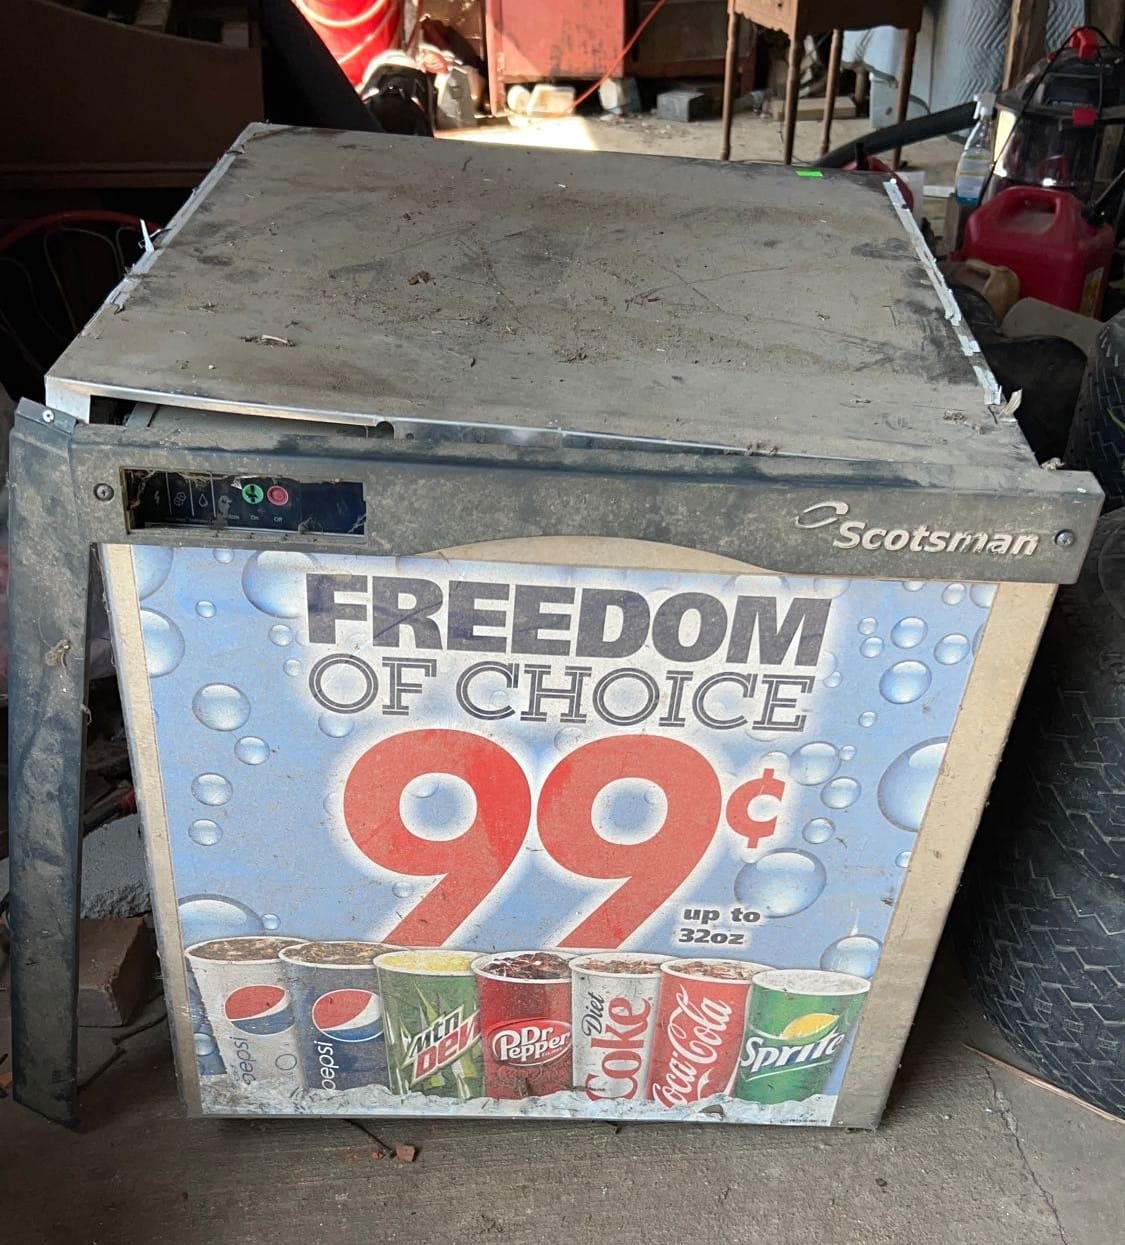 On
Off
Scotsman
FREEDOM
OF CHOICE
99¢
up to
32oz
pepsi
pepsi
Mtn
Dew
Dr
Pepper
Diet
Coke
Coca-Cola
Sprite